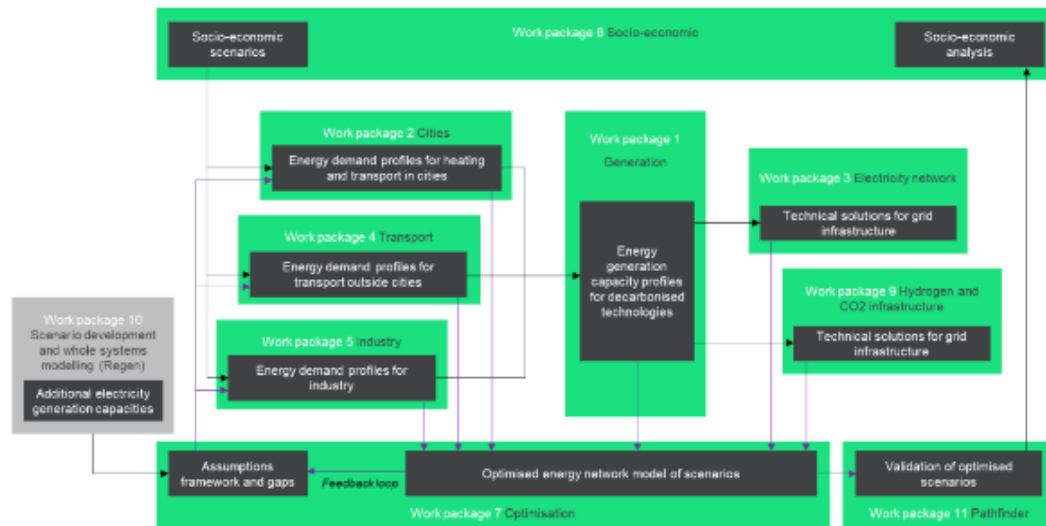 Socio-economic
scenarios
Work package 6 Socio-economic
Socio-economic
analysis
Work package 2 Cities
Energy demand profiles for heating
and transport in cities
Work package 1
Generation
Energy
generation
capacity profiles
for decarbonised
technologies
Work package 3 Electricity network
Technical solutions for grid
infrastructure
Work package 4 Transport
Energy demand profiles for
transport outside cities
Work package 9 Hydrogen and
CO2 infrastructure
Technical solutions for grid
infrastructure
Work package 10
Scenario development
and whole systems
modelling (Regen)
Additional electricity
generation capacities
Work package 5 Industry
Energy demand profiles for
industry
Assumptions
framework and gaps
Feedback loop
Optimised energy network model of scenarios
Work package 7 Optimisation
Validation of optimised
scenarios
Work package 11 Pathfinder